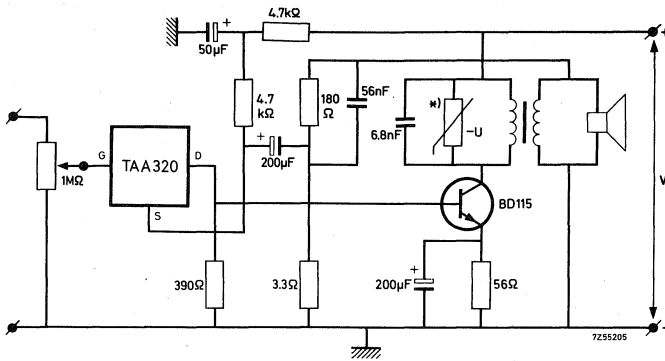 4.7kΩ
+
50µF
+
4.7
kΩ
180
Ω
56nF
*)
~U
6,8nF
+
200µF
G
TAA320
D
1MΩ
S
BD115
V
390Ω
3.3Ω
+
200µF
56Ω
7Z55205
-